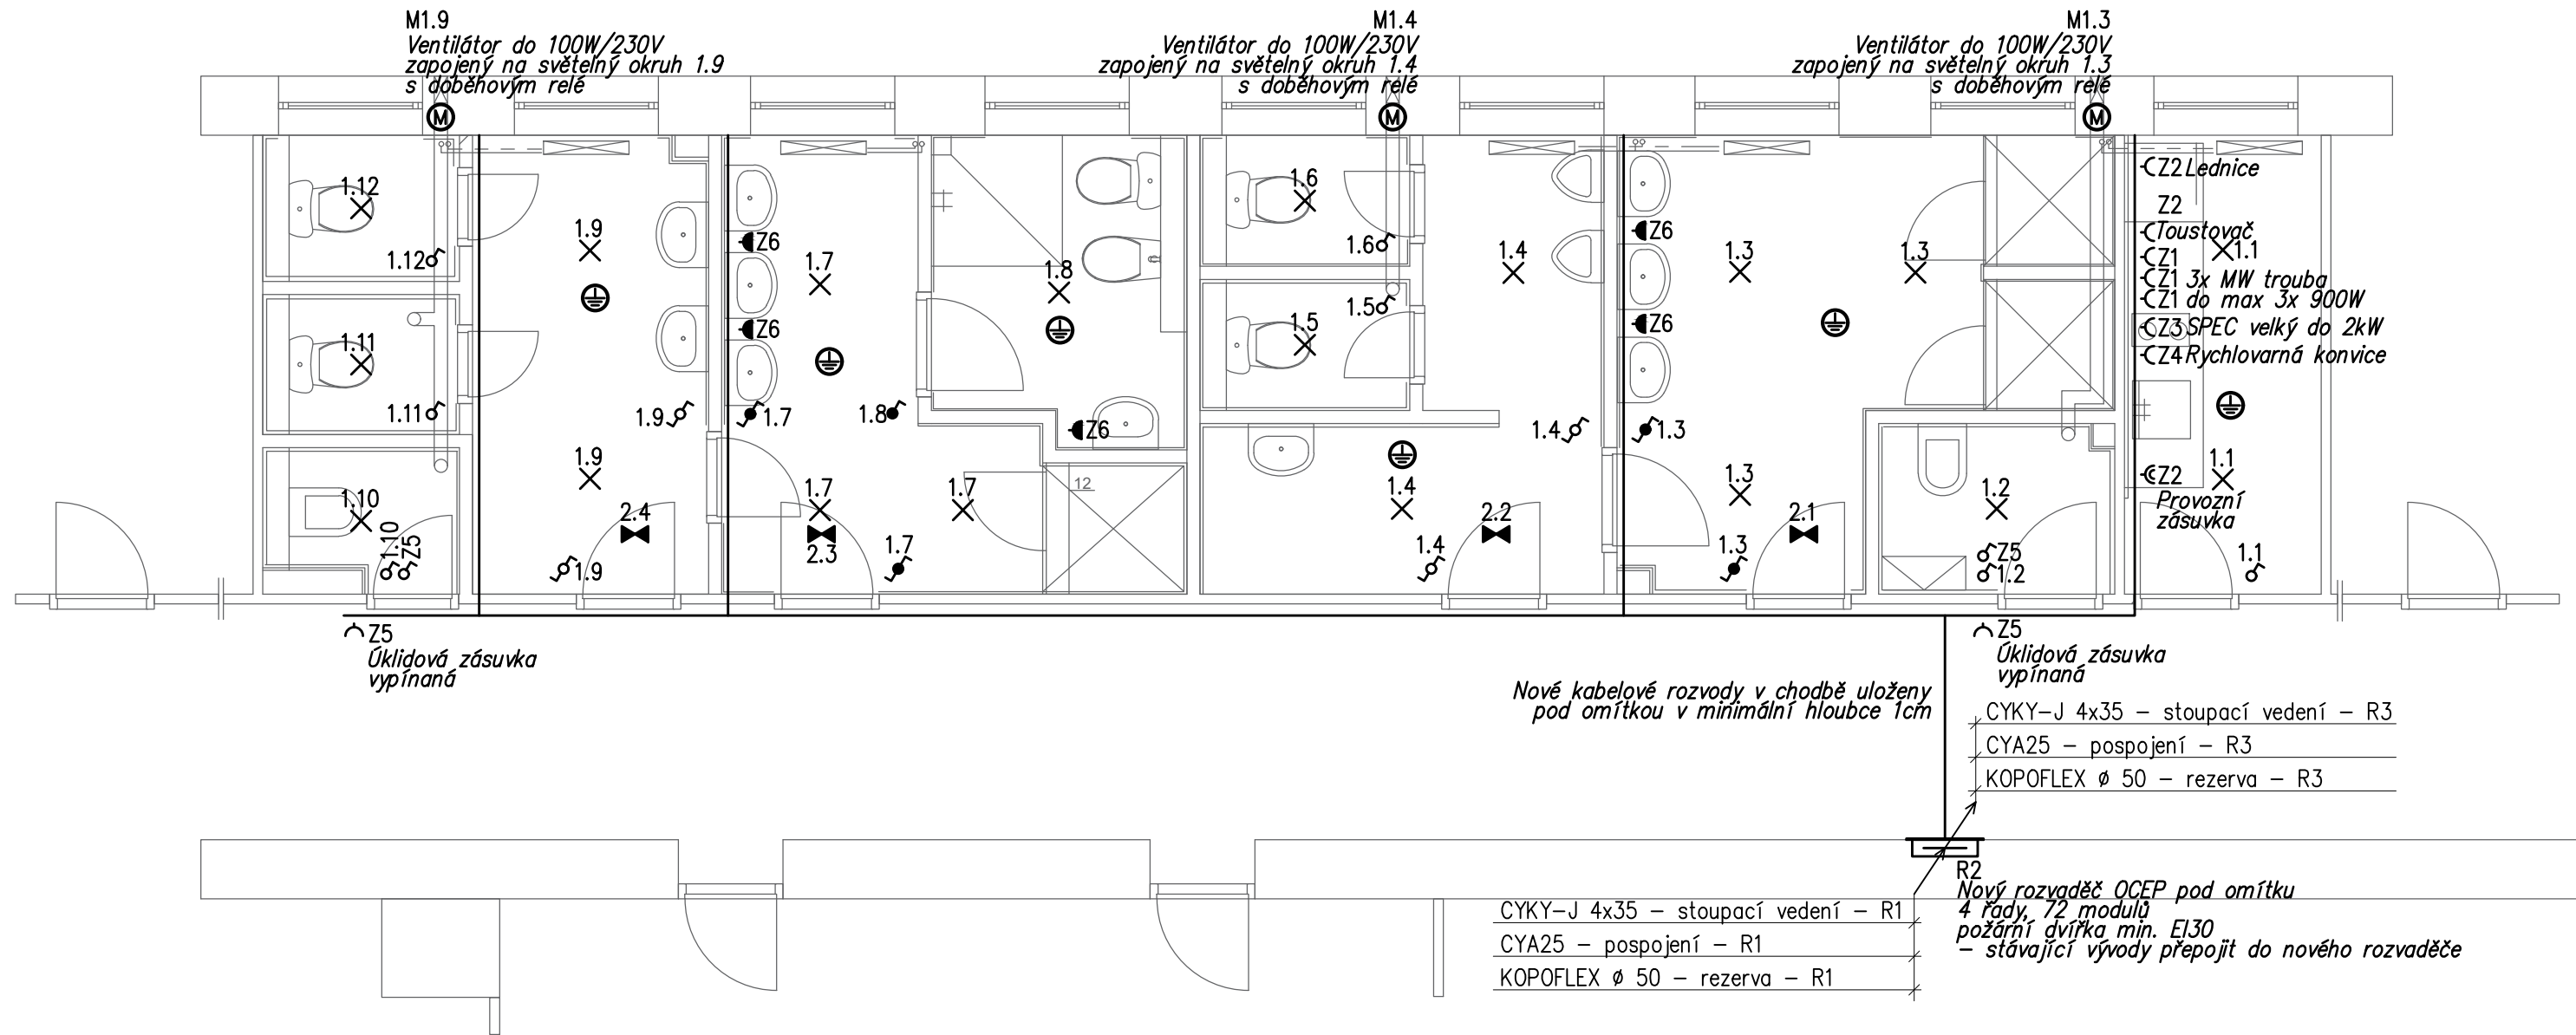 M1.9
Ventilátor do 100W/230V
zapojený na světelný okruh 1.9
s doběhovým relé
M1.4
Ventilátor do 100W/230V
zapojený na světelný okruh 1.4
s doběhovým relé
M1.3
Ventilátor do 100W/230V
zapojený na světelný okruh 1.3
s doběhovým relé
M
M
M
1.12
1.12
1.11
1.11
1.10
1.10
Z5
1.9
1.9
1.9
1.9
2.4
Z6
Z6
1.7
1.7
1.8
1.8
Z6
1.7
1.7
1.7
2.3
12
1.6
1.6
1.5
1.5
1.4
1.4
1.4
1.4
2.2
Z6
Z6
1.3
1.3
1.3
1.3
1.3
2.1
1.2
Z5
1.2
Z2 Lednice
Z2
Toustovač
Z1
1.1
Z1 3x MW trouba
Z1 do max 3x 900W
Z3 SPEC velký do 2kW
Z4 Rychlovarná konvice
Z2
1.1
Provozní
zásuvka
1.1
Z5
Úklidová zásuvka
vypínaná
Z5
Úklidová zásuvka
vypínaná
Nové kabelové rozvody v chodbě uloženy
pod omítkou v minimální hloubce 1cm
CYKY-J 4x35 – stoupací vedení – R3
CYA25 – pospojení – R3
KOPOFLEX ø 50 – rezerva – R3
R2
Nový rozvaděč OCEP pod omítku
4 řady, 72 modulů
požární dvířka min. EI30
– stávající vývody přepojit do nového rozvaděče
CYKY-J 4x35 – stoupací vedení – R1
CYA25 – pospojení – R1
KOPOFLEX ø 50 – rezerva – R1